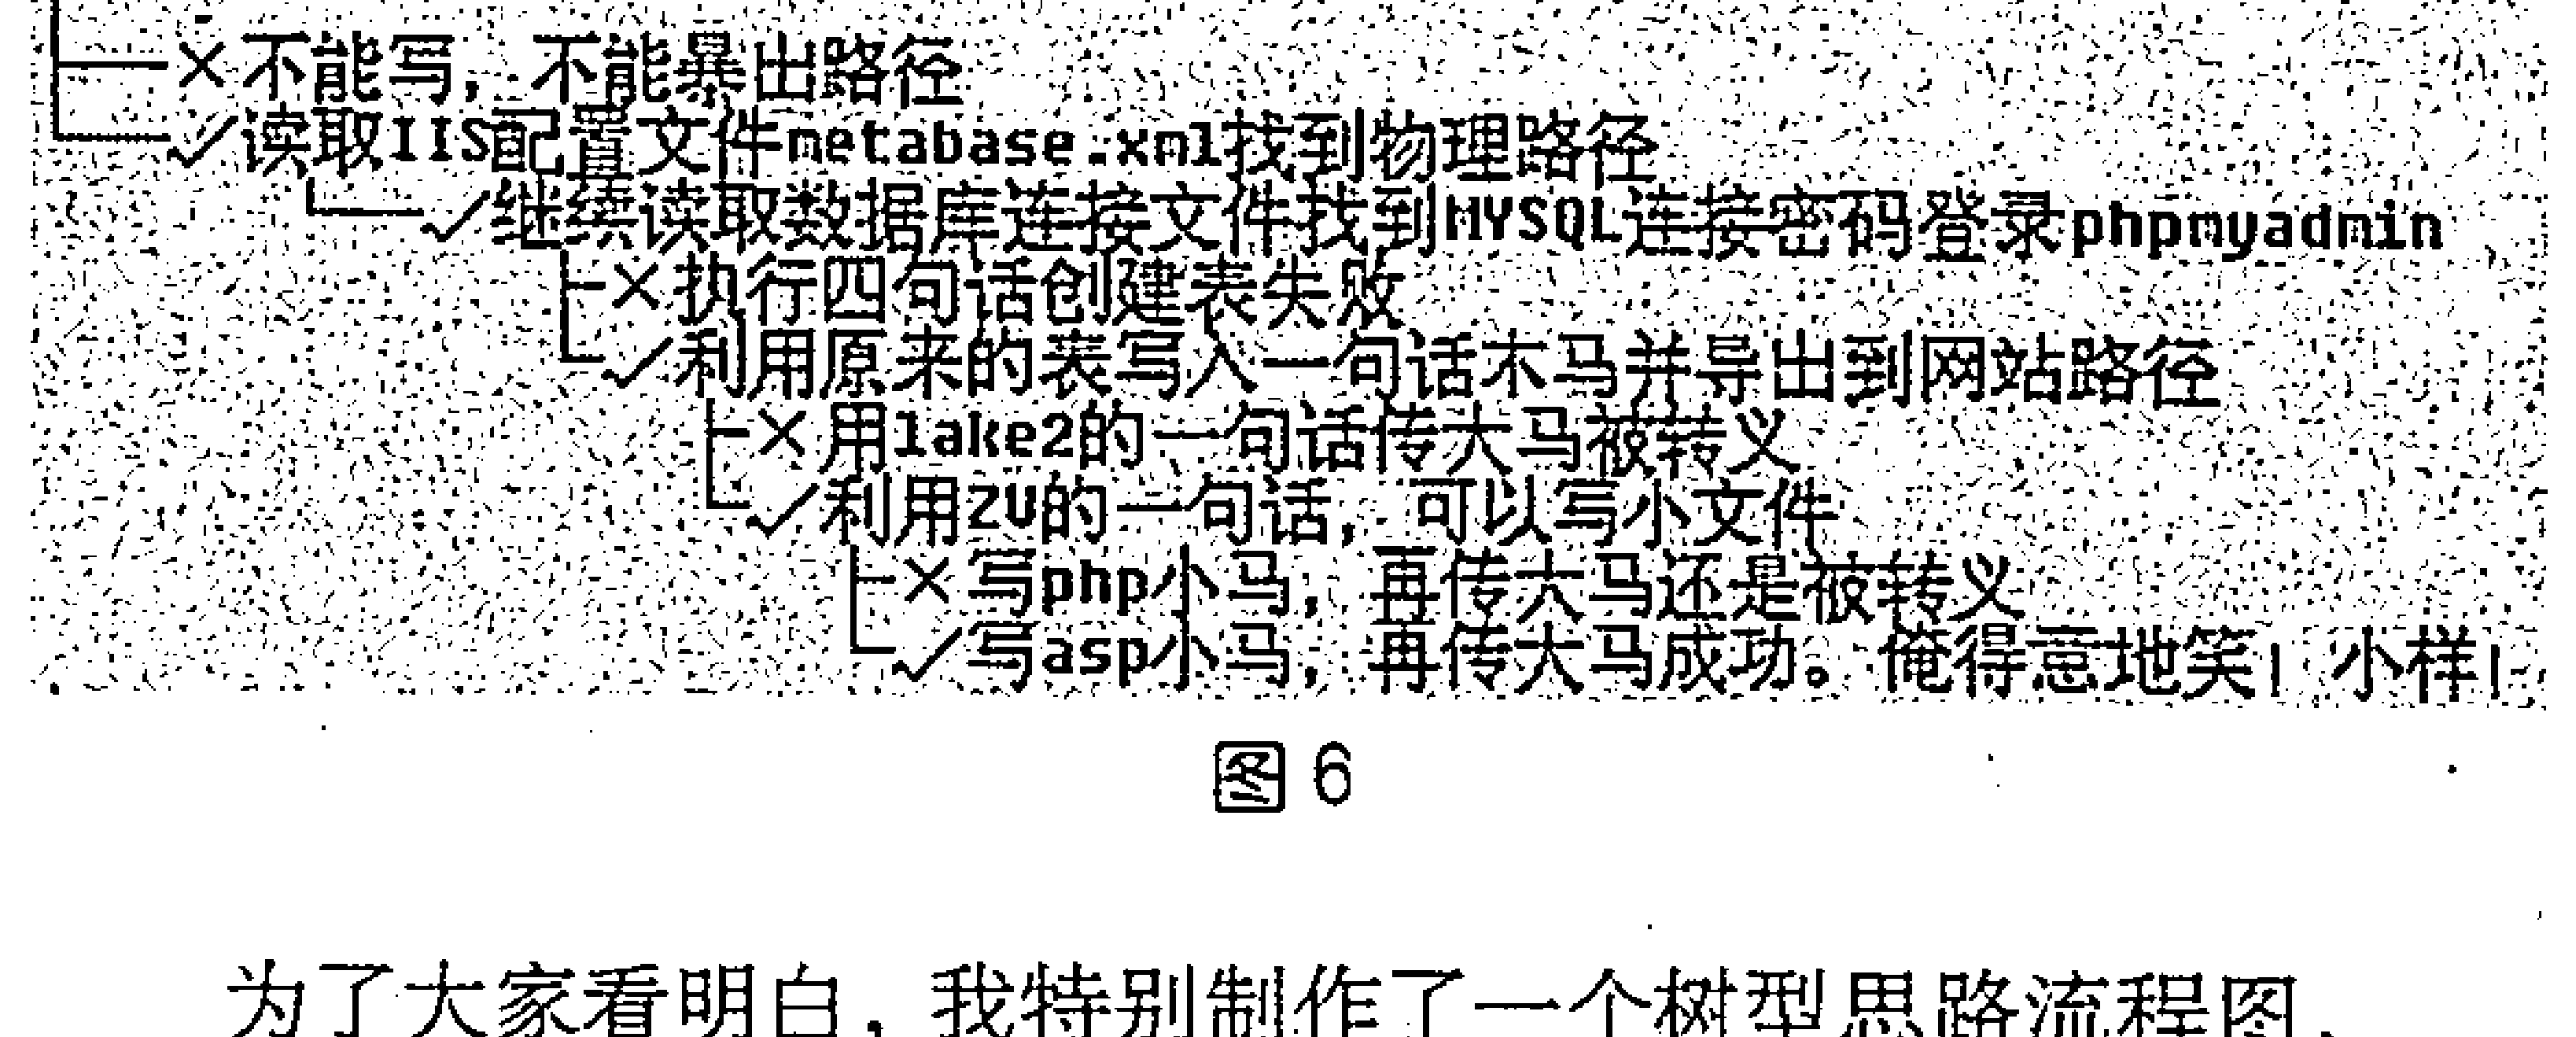 ×不能写，不能暴出路径
✓读取IIS配置文件metabase.xml找到物理路径
✓继续读取数据库连接文件找到MYSQL连接密码登录phpmyadmin
×执行四句话创建表失败
✓利用原来的表写入一句话木马并导出到网站路径
×用lake2的一句话传大马被转义
✓利用ZV的一句话，可以写小文件
×写php小马，再传大马还是被转义
✓写asp小马，再传大马成功。俺得意地笑！小样！
图6
为了大家看明白，我特别制作了一个树型思路流程图，